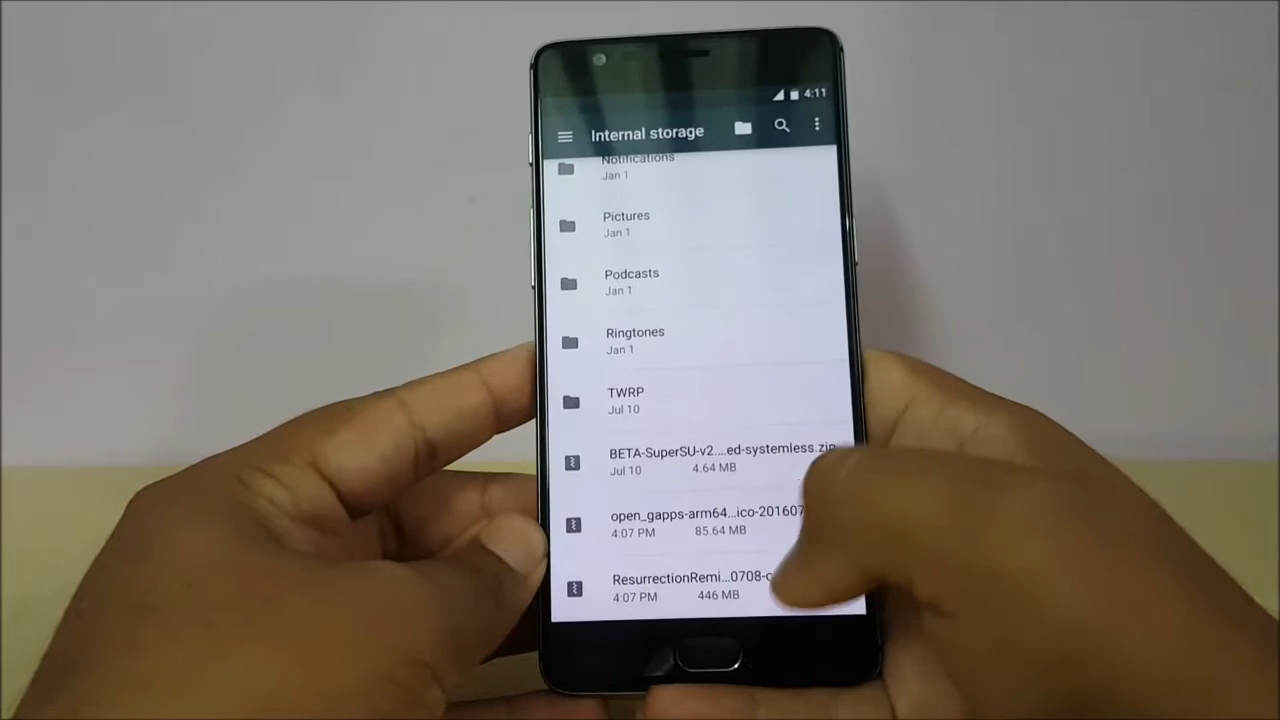 4:11
Internal storage
Notifications
Jan 1
Pictures
Jan 1
Podcasts
Jan 1
Ringtones
Jan 1
TWRP
Jul 10
BETA-SuperSU-v2....ed-systemless.zip
Jul 10 4.64 MB
open_gapps-arm64...ico-201607
4:07 PM 85.64 MB
ResurrectionRemi...0708-
4:07 PM 446 MB